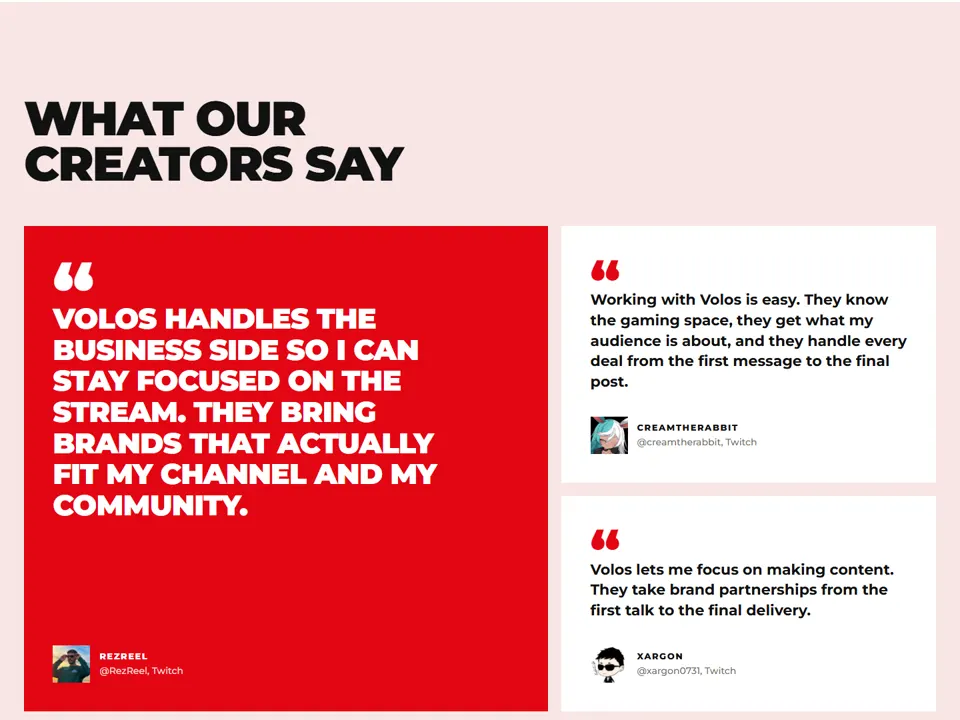 WHAT OUR
CREATORS SAY
“
VOLOS HANDLES THE
BUSINESS SIDE SO I CAN
STAY FOCUSED ON THE
STREAM. THEY BRING
BRANDS THAT ACTUALLY
FIT MY CHANNEL AND MY
COMMUNITY.
REZREEL
@RezReel, Twitch
“
Working with Volos is easy. They know
the gaming space, they get what my
audience is about, and they handle every
deal from the first message to the final
post.
CREAMTHERABBIT
@creamtherabbit, Twitch
“
Volos lets me focus on making content.
They take brand partnerships from the
first talk to the final delivery.
XARGON
@xargon0731, Twitch